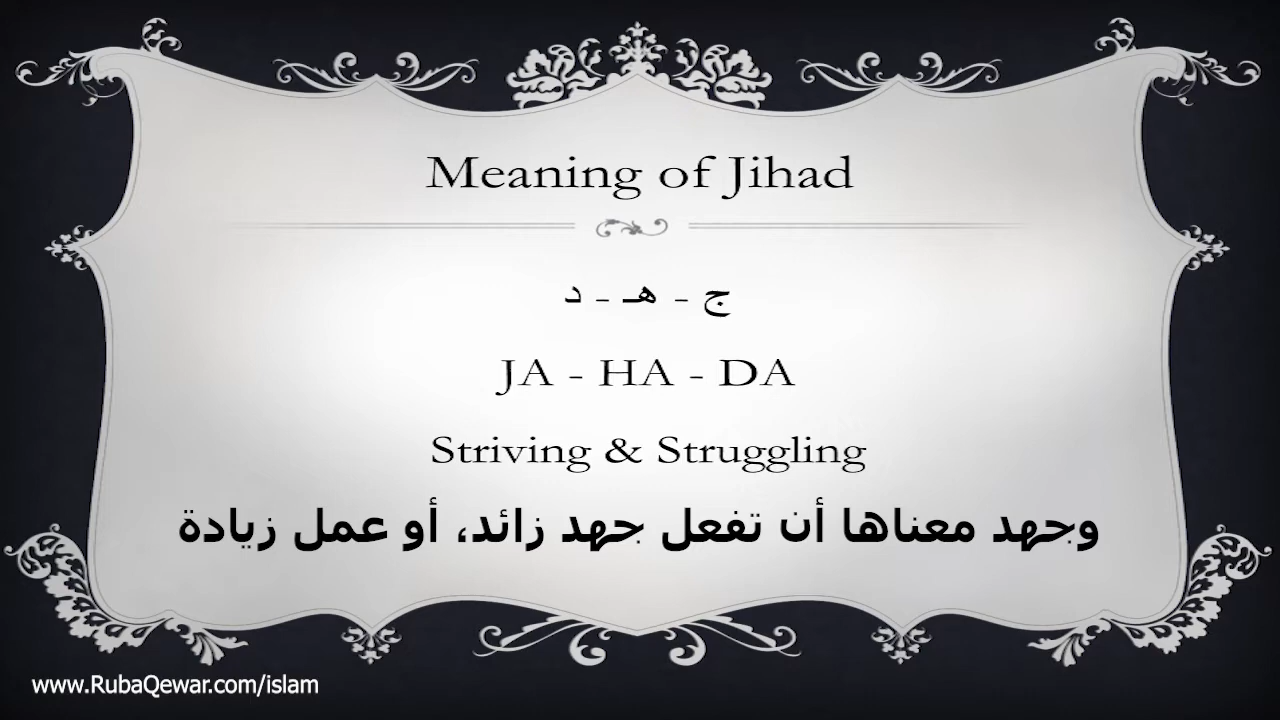 Meaning of Jihad
ج - هـ - د
JA - HA - DA
Striving & Struggling
وجهد معناها أن تفعل جهد زائد، أو عمل زيادة
www.RubaQewar.com/islam